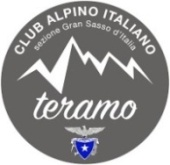 CLUB ALPINO ITALIANO
sezione Gran Sasso d'Italia
teramo